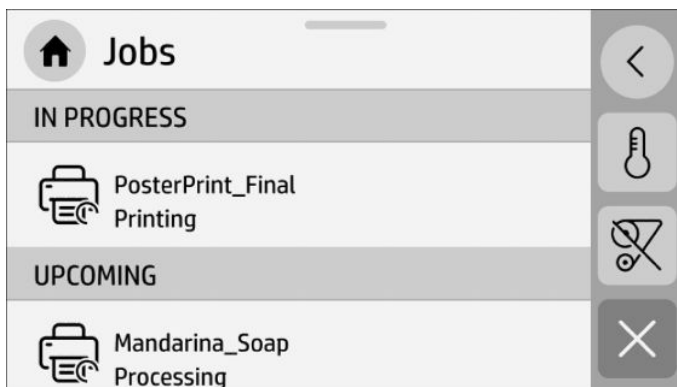 Jobs
IN PROGRESS
PosterPrint_Final
Printing
UPCOMING
Mandarina_Soap
Processing